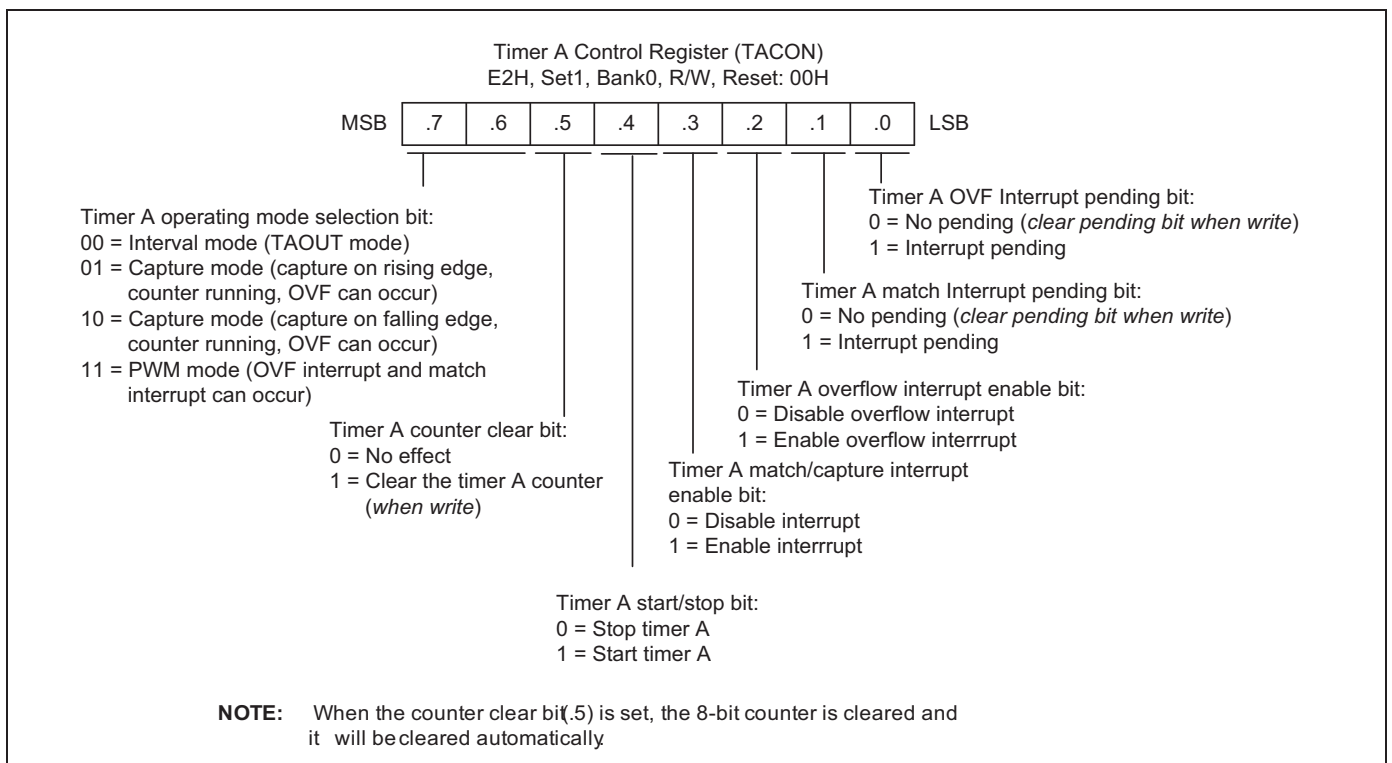 Timer A Control Register (TACON)
E2H, Set1, Bank0, R/W, Reset: 00H
MSB .7 .6 .5 .4 .3 .2 .1 .0 LSB
Timer A OVF Interrupt pending bit:
0 = No pending (clear pending bit when write)
1 = Interrupt pending
Timer A operating mode selection bit:
00 = Interval mode (TAOUT mode)
01 = Capture mode (capture on rising edge,
counter running, OVF can occur)
10 = Capture mode (capture on falling edge,
counter running, OVF can occur)
11 = PWM mode (OVF interrupt and match
interrupt can occur)
Timer A match Interrupt pending bit:
0 = No pending (clear pending bit when write)
1 = Interrupt pending
Timer A overflow interrupt enable bit:
0 = Disable overflow interrupt
1 = Enable overflow interrrupt
Timer A counter clear bit:
0 = No effect
1 = Clear the timer A counter
(when write)
Timer A match/capture interrupt
enable bit:
0 = Disable interrupt
1 = Enable interrrupt
Timer A start/stop bit:
0 = Stop timer A
1 = Start timer A
NOTE: When the counter clear bit(.5) is set, the 8-bit counter is cleared and
it will be cleared automatically.